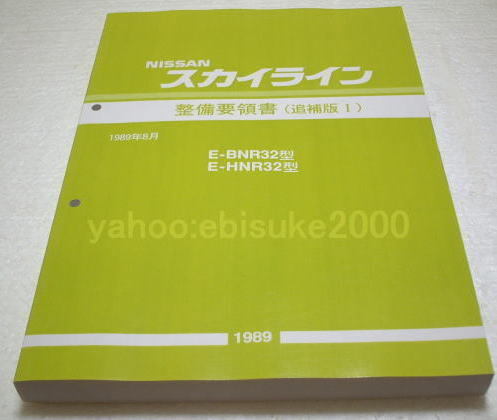 NISSAN
スカイライン
整備要領書（追補版Ⅰ）
1989年8月
E-BNR32型
E-HNR32型
yahoo:ebisuke2000
1989